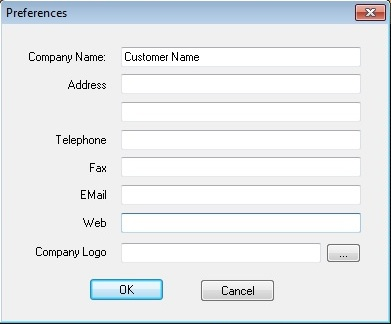 Preferences
Company Name: Customer Name
Address
Telephone
Fax
EMail
Web
Company Logo ...
OK Cancel